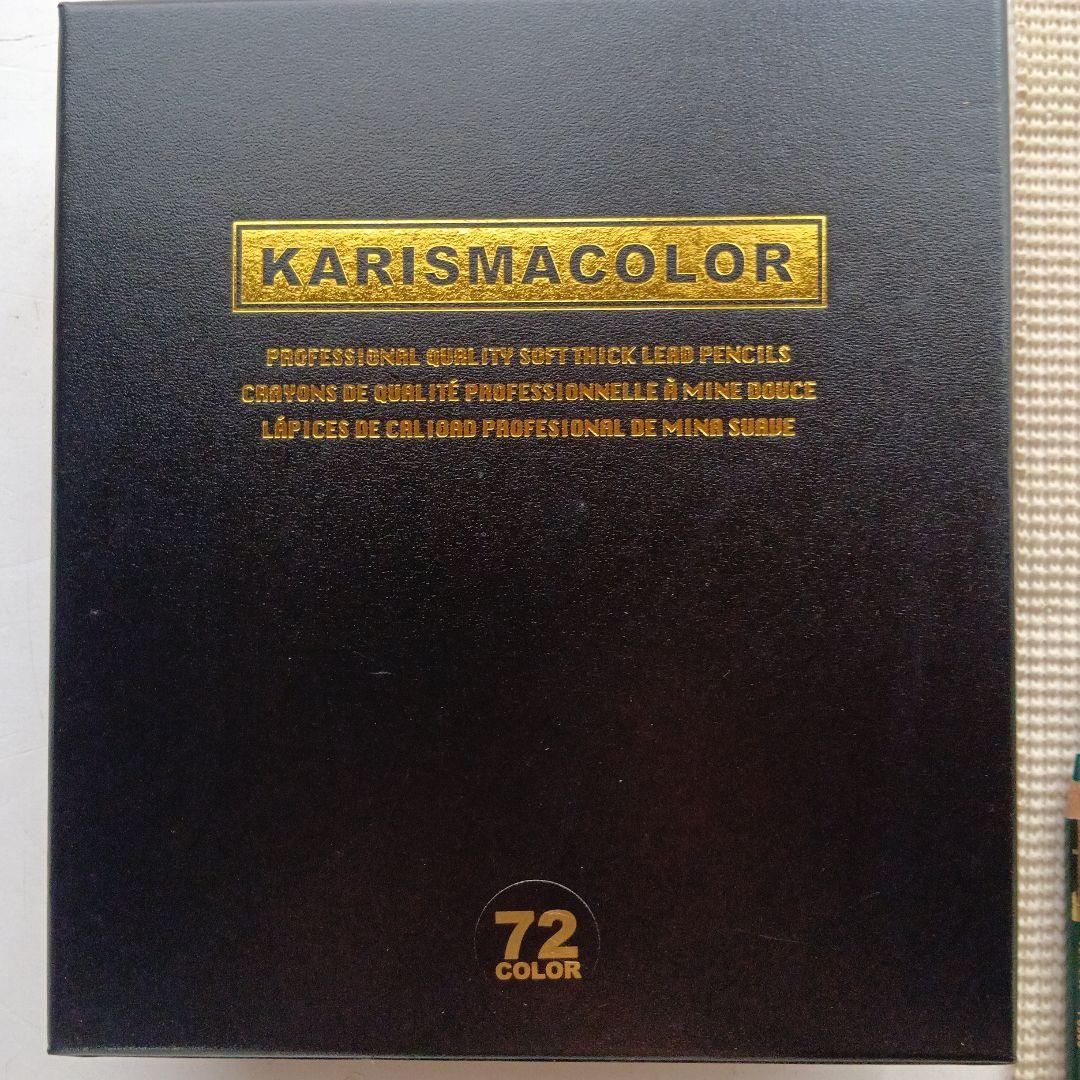 KARISMACOLOR
PROFESSIONAL QUALITY SOFT THICK LEAD PENCILS
CRAYONS DE QUALITÉ PROFESSIONNELLE À MINE DOUCE
LÁPICES DE CALIOAD PROFESIONAL DE MINA SUAVE
72
COLOR